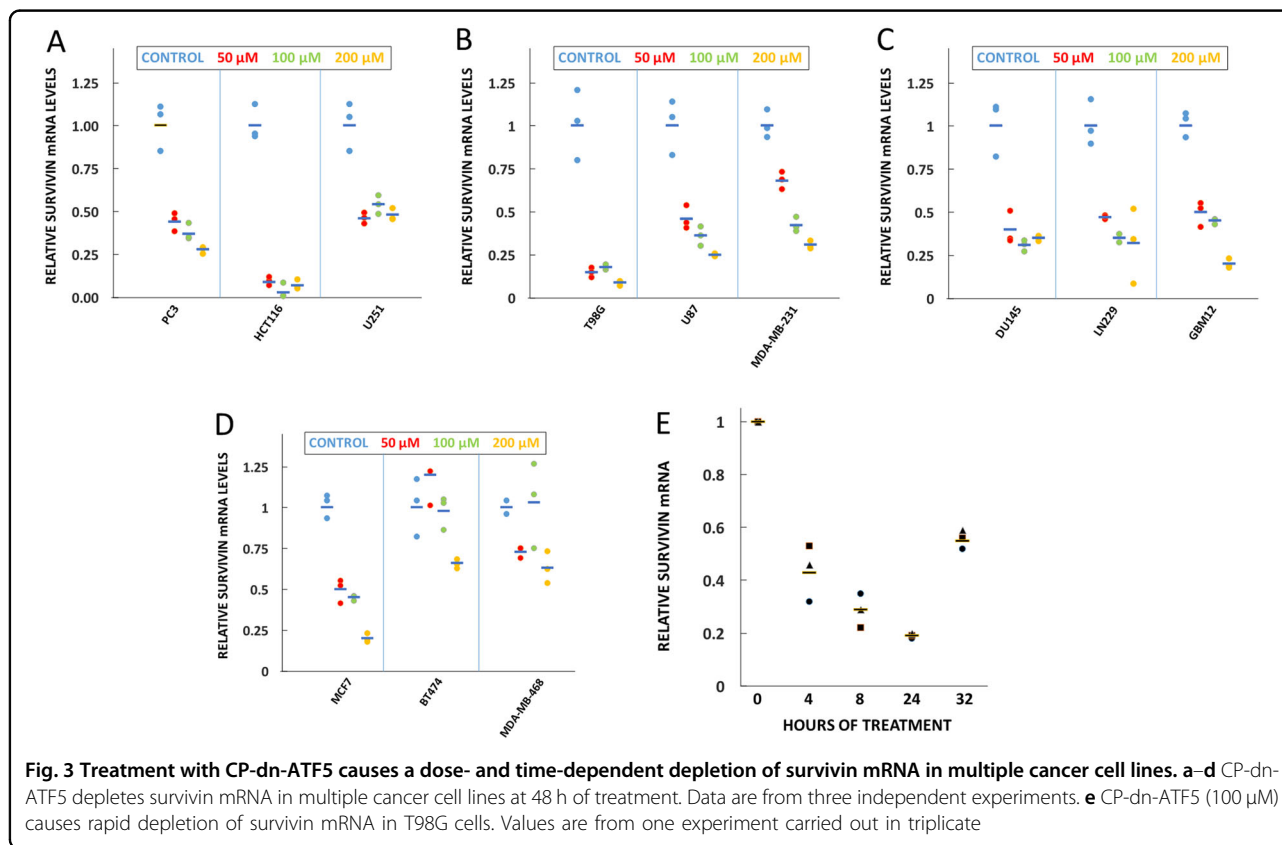 A
CONTROL 50 µM 100 µM 200 µM
RELATIVE SURVIVIN mRNA LEVELS
1.25
1.00
0.75
0.50
0.25
0.00
PC3
HCT116
U251
B
CONTROL 50 µM 100 µM 200 µM
RELATIVE SURVIVIN mRNA LEVELS
1.25
1
0.75
0.5
0.25
0
T98G
U87
MDA-MB-231
C
CONTROL 50 µM 100 µM 200 µM
RELATIVE SURVIVIN mRNA LEVELS
1.25
1
0.75
0.5
0.25
0
DU145
LN229
GBM12
D
CONTROL 50 µM 100 µM 200 µM
RELATIVE SURVIVIN mRNA LEVELS
1.25
1
0.75
0.5
0.25
0
MCF7
BT474
MDA-MB-468
E
RELATIVE SURVIVIN mRNA
1
0.8
0.6
0.4
0.2
0
0 4 8 24 32
HOURS OF TREATMENT
Fig. 3 Treatment with CP-dn-ATF5 causes a dose- and time-dependent depletion of survivin mRNA in multiple cancer cell lines. a–d CP-dn-
ATF5 depletes survivin mRNA in multiple cancer cell lines at 48 h of treatment. Data are from three independent experiments. e CP-dn-ATF5 (100 µM)
causes rapid depletion of survivin mRNA in T98G cells. Values are from one experiment carried out in triplicate